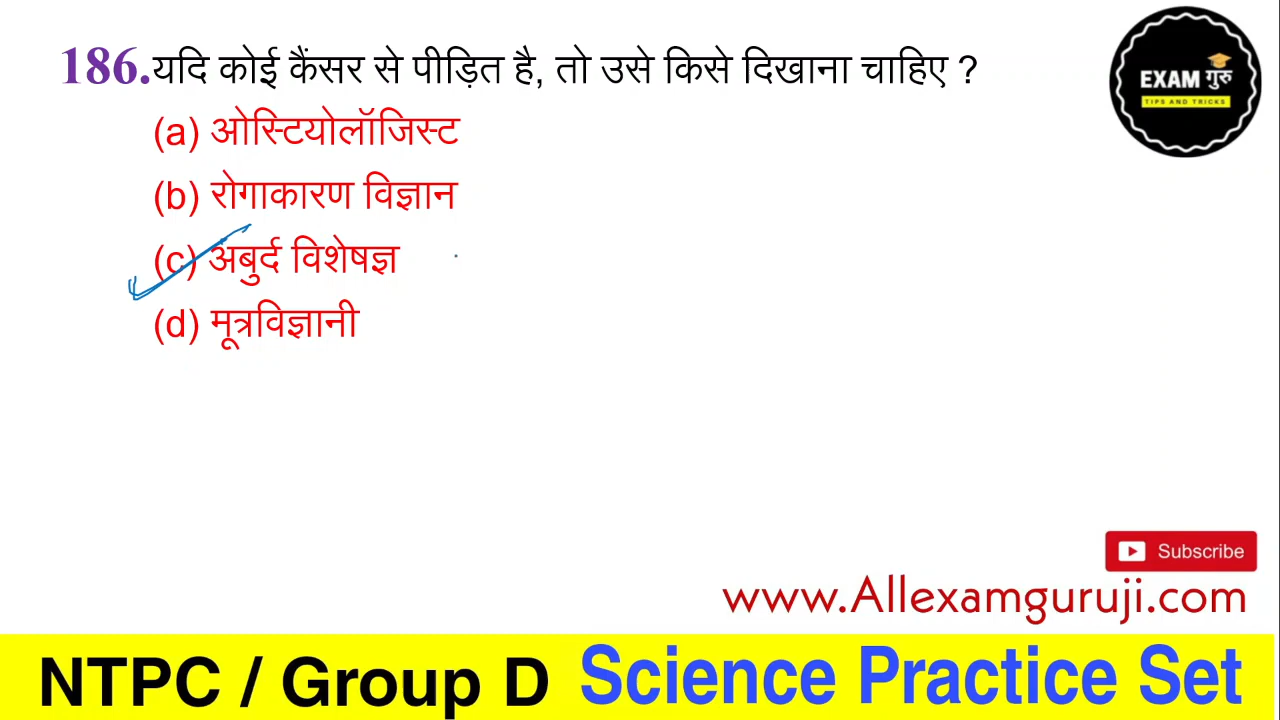 186.यदि कोई कैंसर से पीड़ित है, तो उसे किसे दिखाना चाहिए ?
EXAM गुरु
TIPS AND TRICKS
(a) ओस्टियोलॉजिस्ट
(b) रोगाकारण विज्ञान
(c) अबुर्द विशेषज्ञ
(d) मूत्रविज्ञानी
Subscribe
www.Allexamguruji.com
NTPC / Group D Science Practice Set